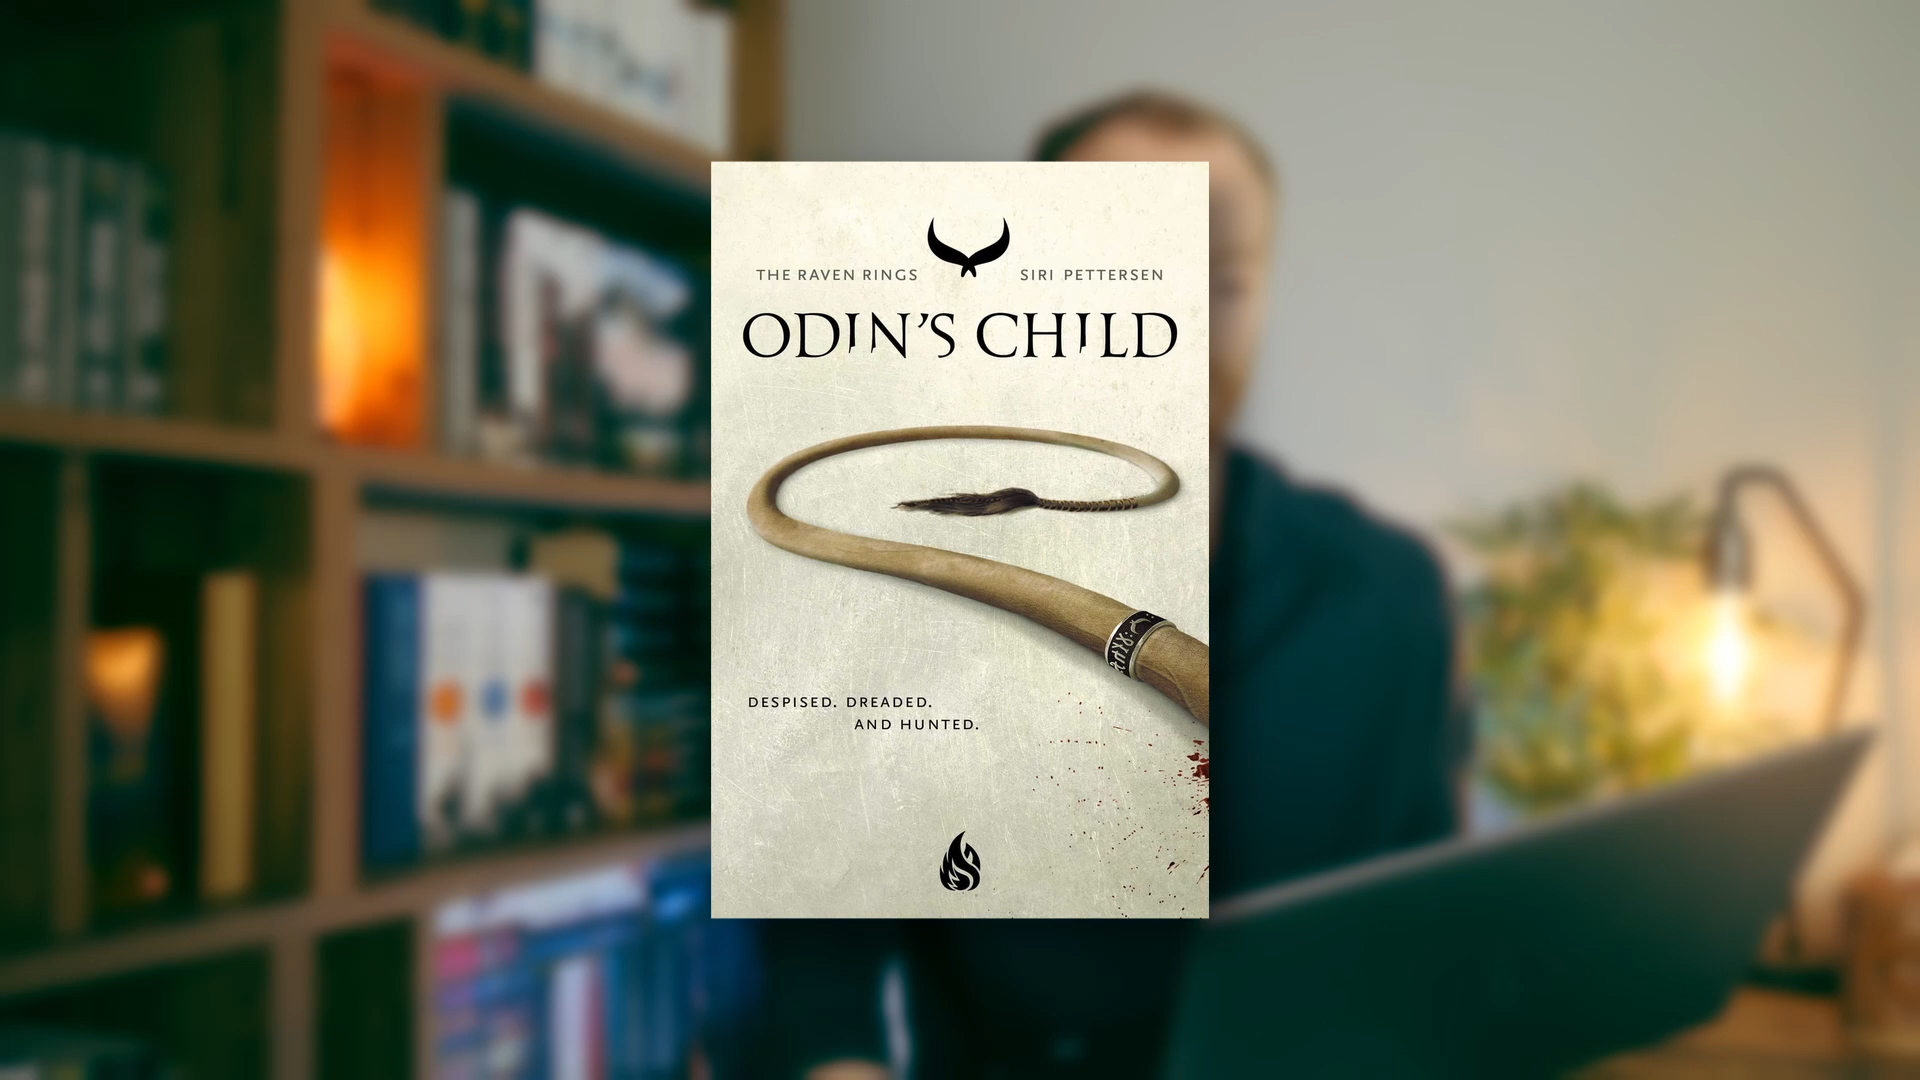 THE RAVEN RINGS
SIRI PETTERSEN
ODIN'S CHILD
DESPISED. DREADED.
AND HUNTED.